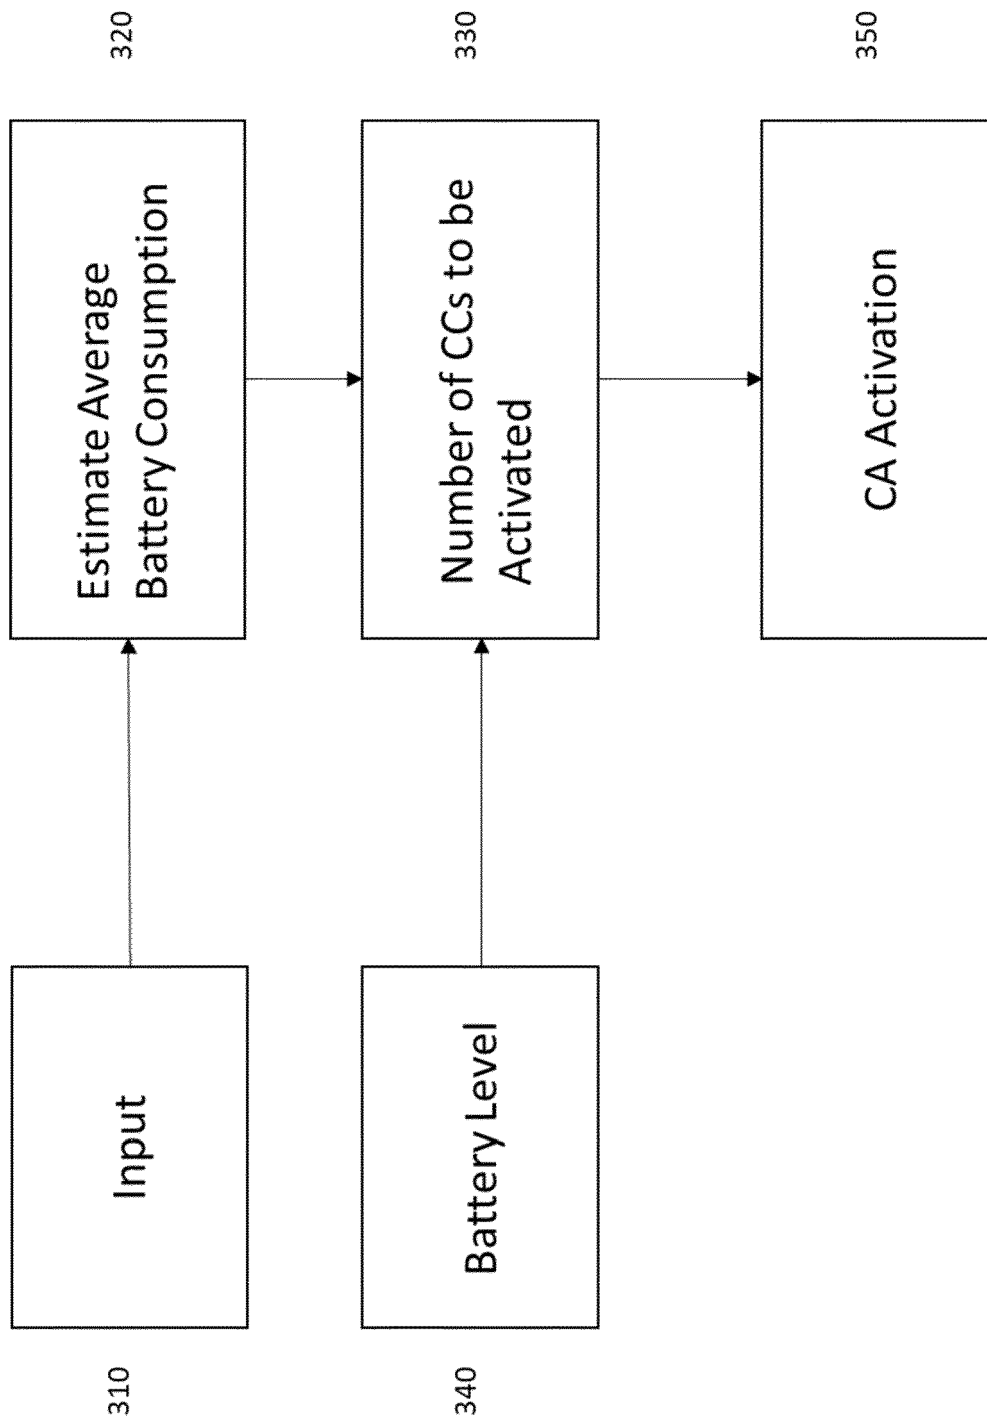 310
Input
Estimate Average
Battery Consumption
320
340
Battery Level
Number of CCs to be
Activated
330
CA Activation
350